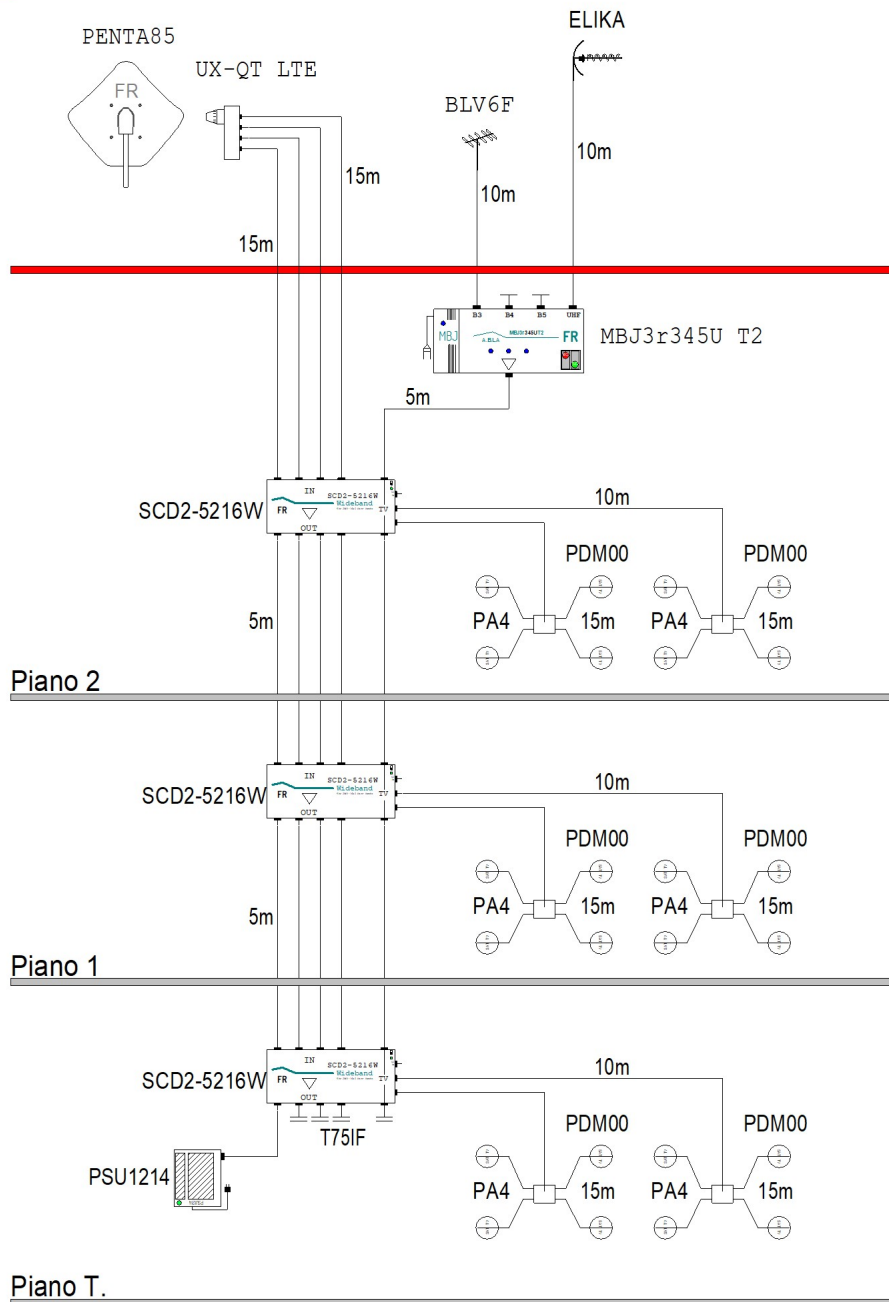 ELIKA
PENTA85
UX-QT LTE
FR
BLV6F
10m
10m
15m
15m
B3 B4 B5 UHF
MBJ
MBJ3r345UT2
A.BI.A
FR
MBJ3r345U T2
5m
IN
SCD2-5216W
Wideband
SCD2-5216W
FR
TV
OUT
10m
PDM00 PDM00
5m
PA4 15m PA4 15m
Piano 2
IN
SCD2-5216W
Wideband
SCD2-5216W
FR
TV
OUT
10m
PDM00 PDM00
5m
PA4 15m PA4 15m
Piano 1
IN
SCD2-5216W
Wideband
SCD2-5216W
FR
TV
OUT
10m
T75IF
PDM00 PDM00
PSU1214
PA4 15m PA4 15m
Piano T.